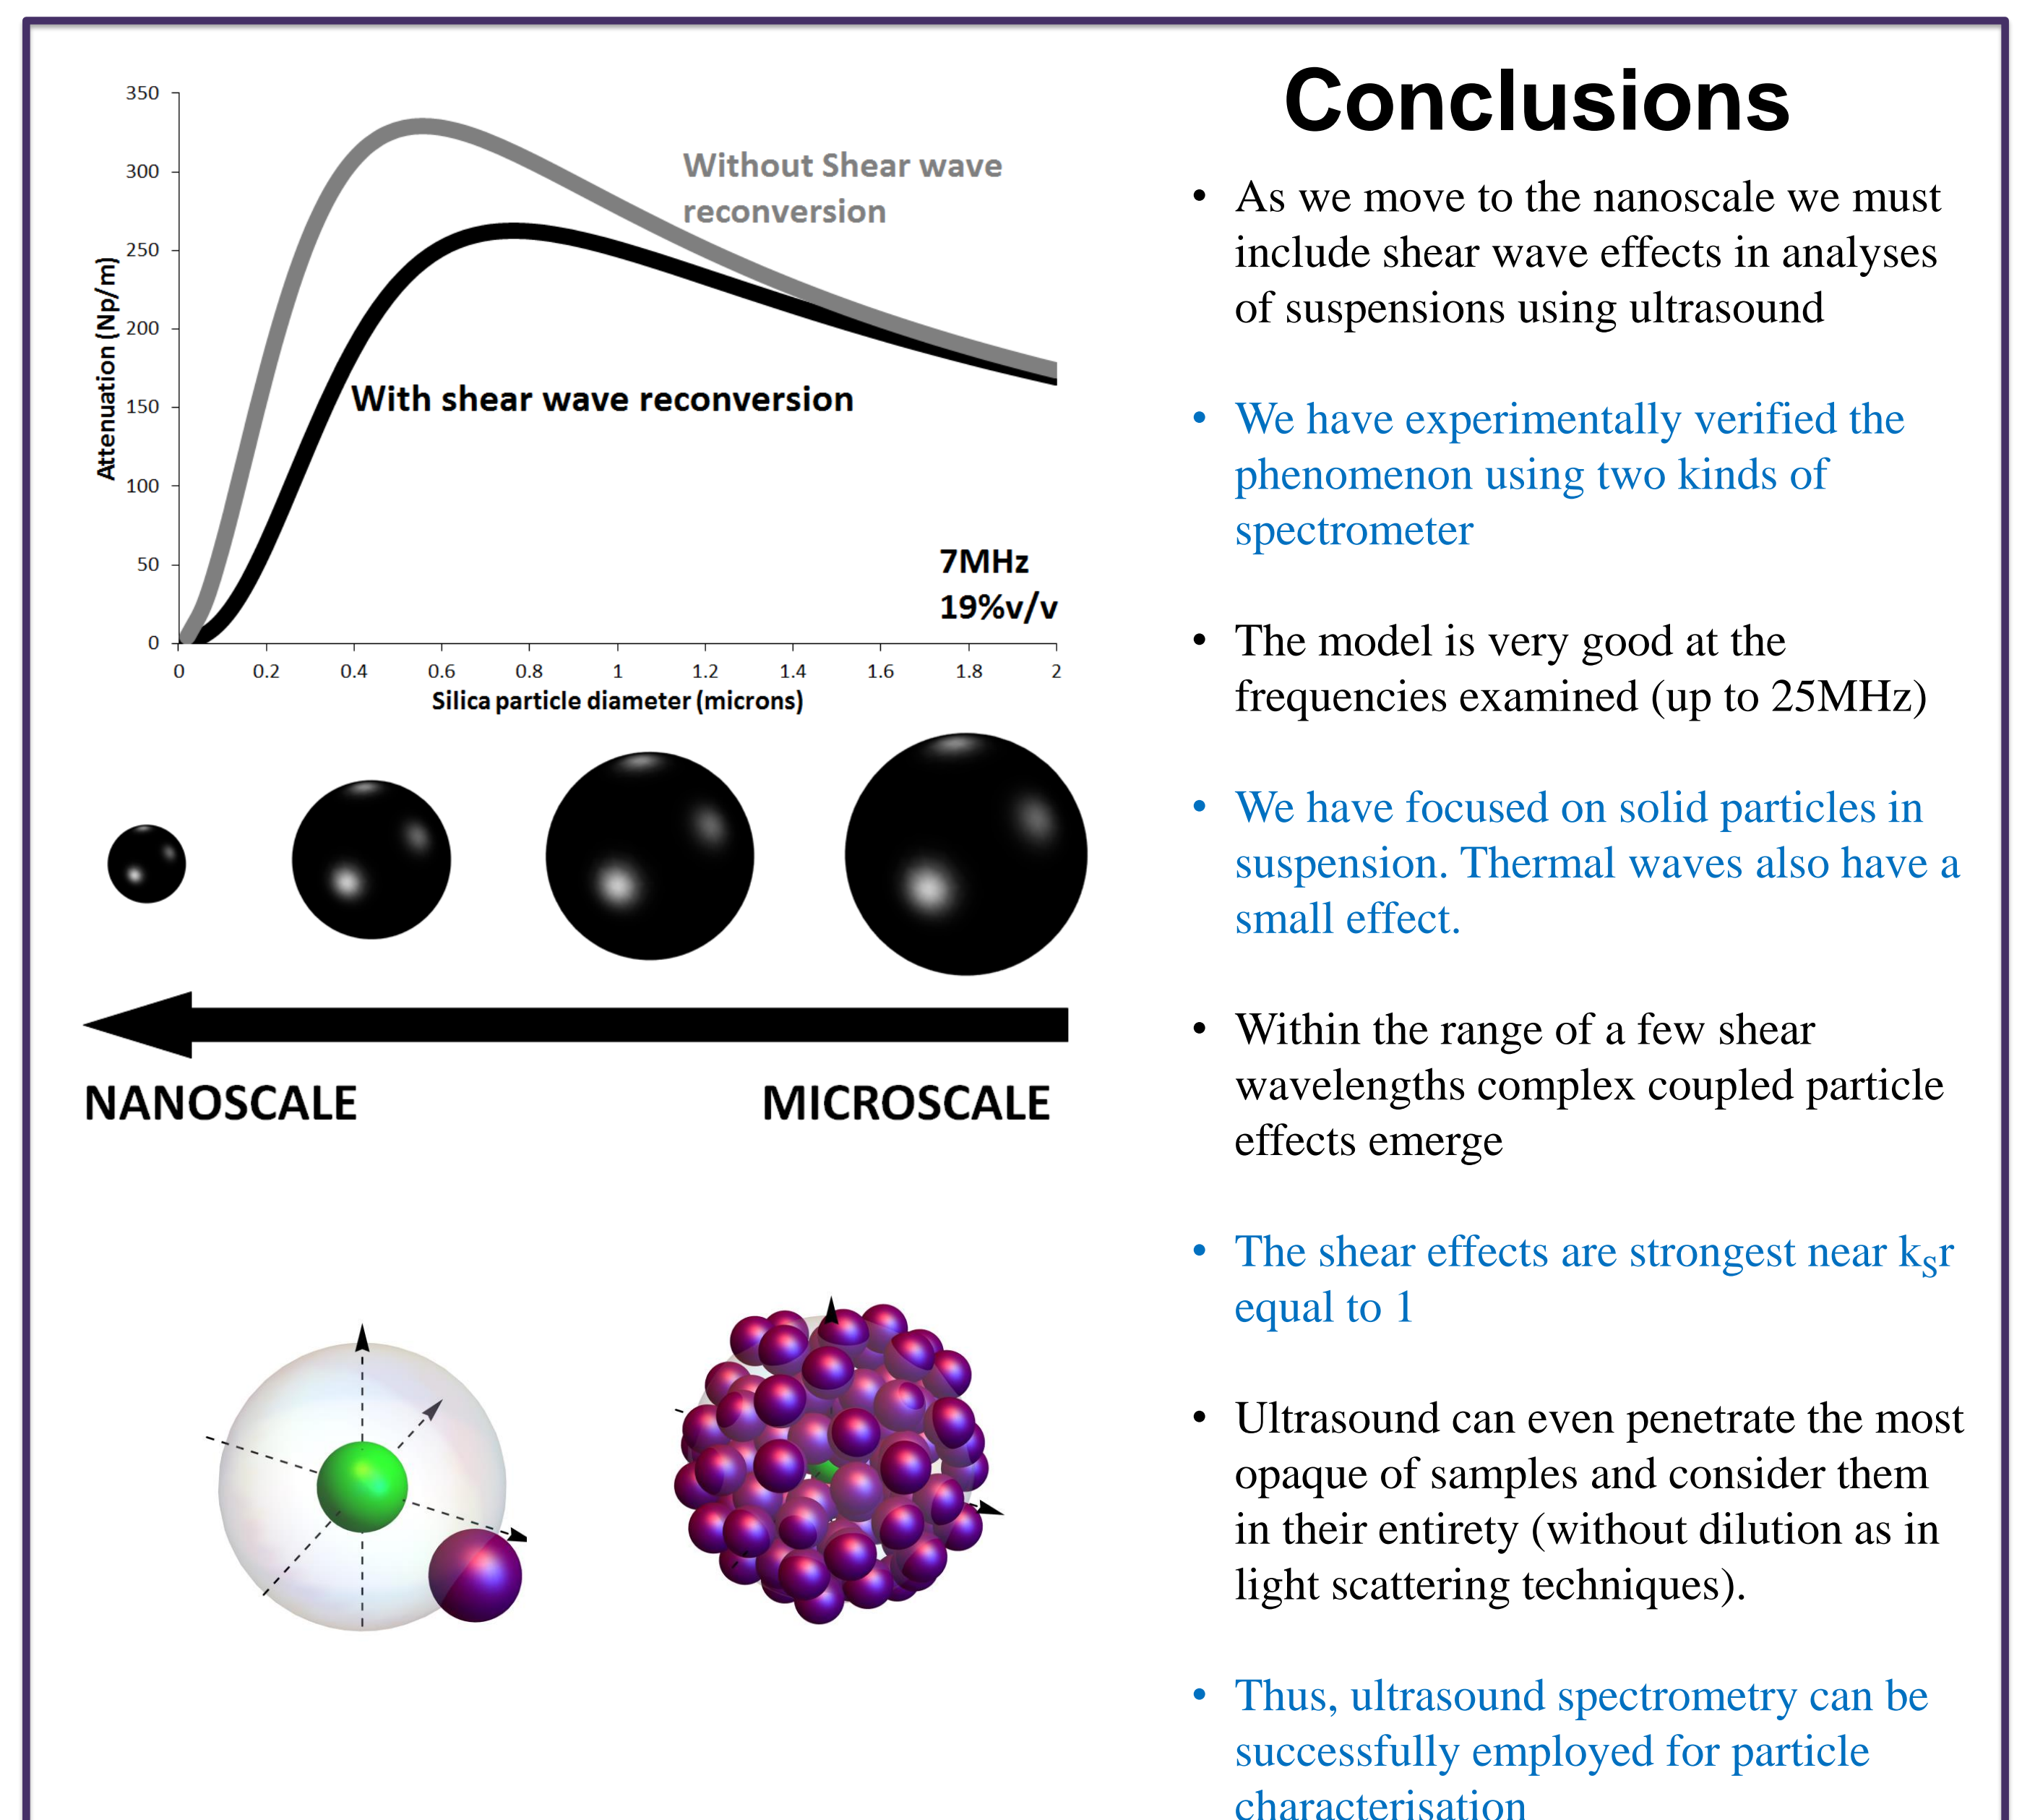 350
300
250
200
150
100
50
0
Attenuation (Np/m)
Without Shear wave
reconversion
With shear wave reconversion
7MHz
19%v/v
0 0.2 0.4 0.6 0.8 1 1.2 1.4 1.6 1.8 2
Silica particle diameter (microns)
NANOSCALE MICROSCALE
Conclusions
• As we move to the nanoscale we must
include shear wave effects in analyses
of suspensions using ultrasound
• We have experimentally verified the
phenomenon using two kinds of
spectrometer
• The model is very good at the
frequencies examined (up to 25MHz)
• We have focused on solid particles in
suspension. Thermal waves also have a
small effect.
• Within the range of a few shear
wavelengths complex coupled particle
effects emerge
• The shear effects are strongest near kSr
equal to 1
• Ultrasound can even penetrate the most
opaque of samples and consider them
in their entirety (without dilution as in
light scattering techniques).
• Thus, ultrasound spectrometry can be
successfully employed for particle
characterisation